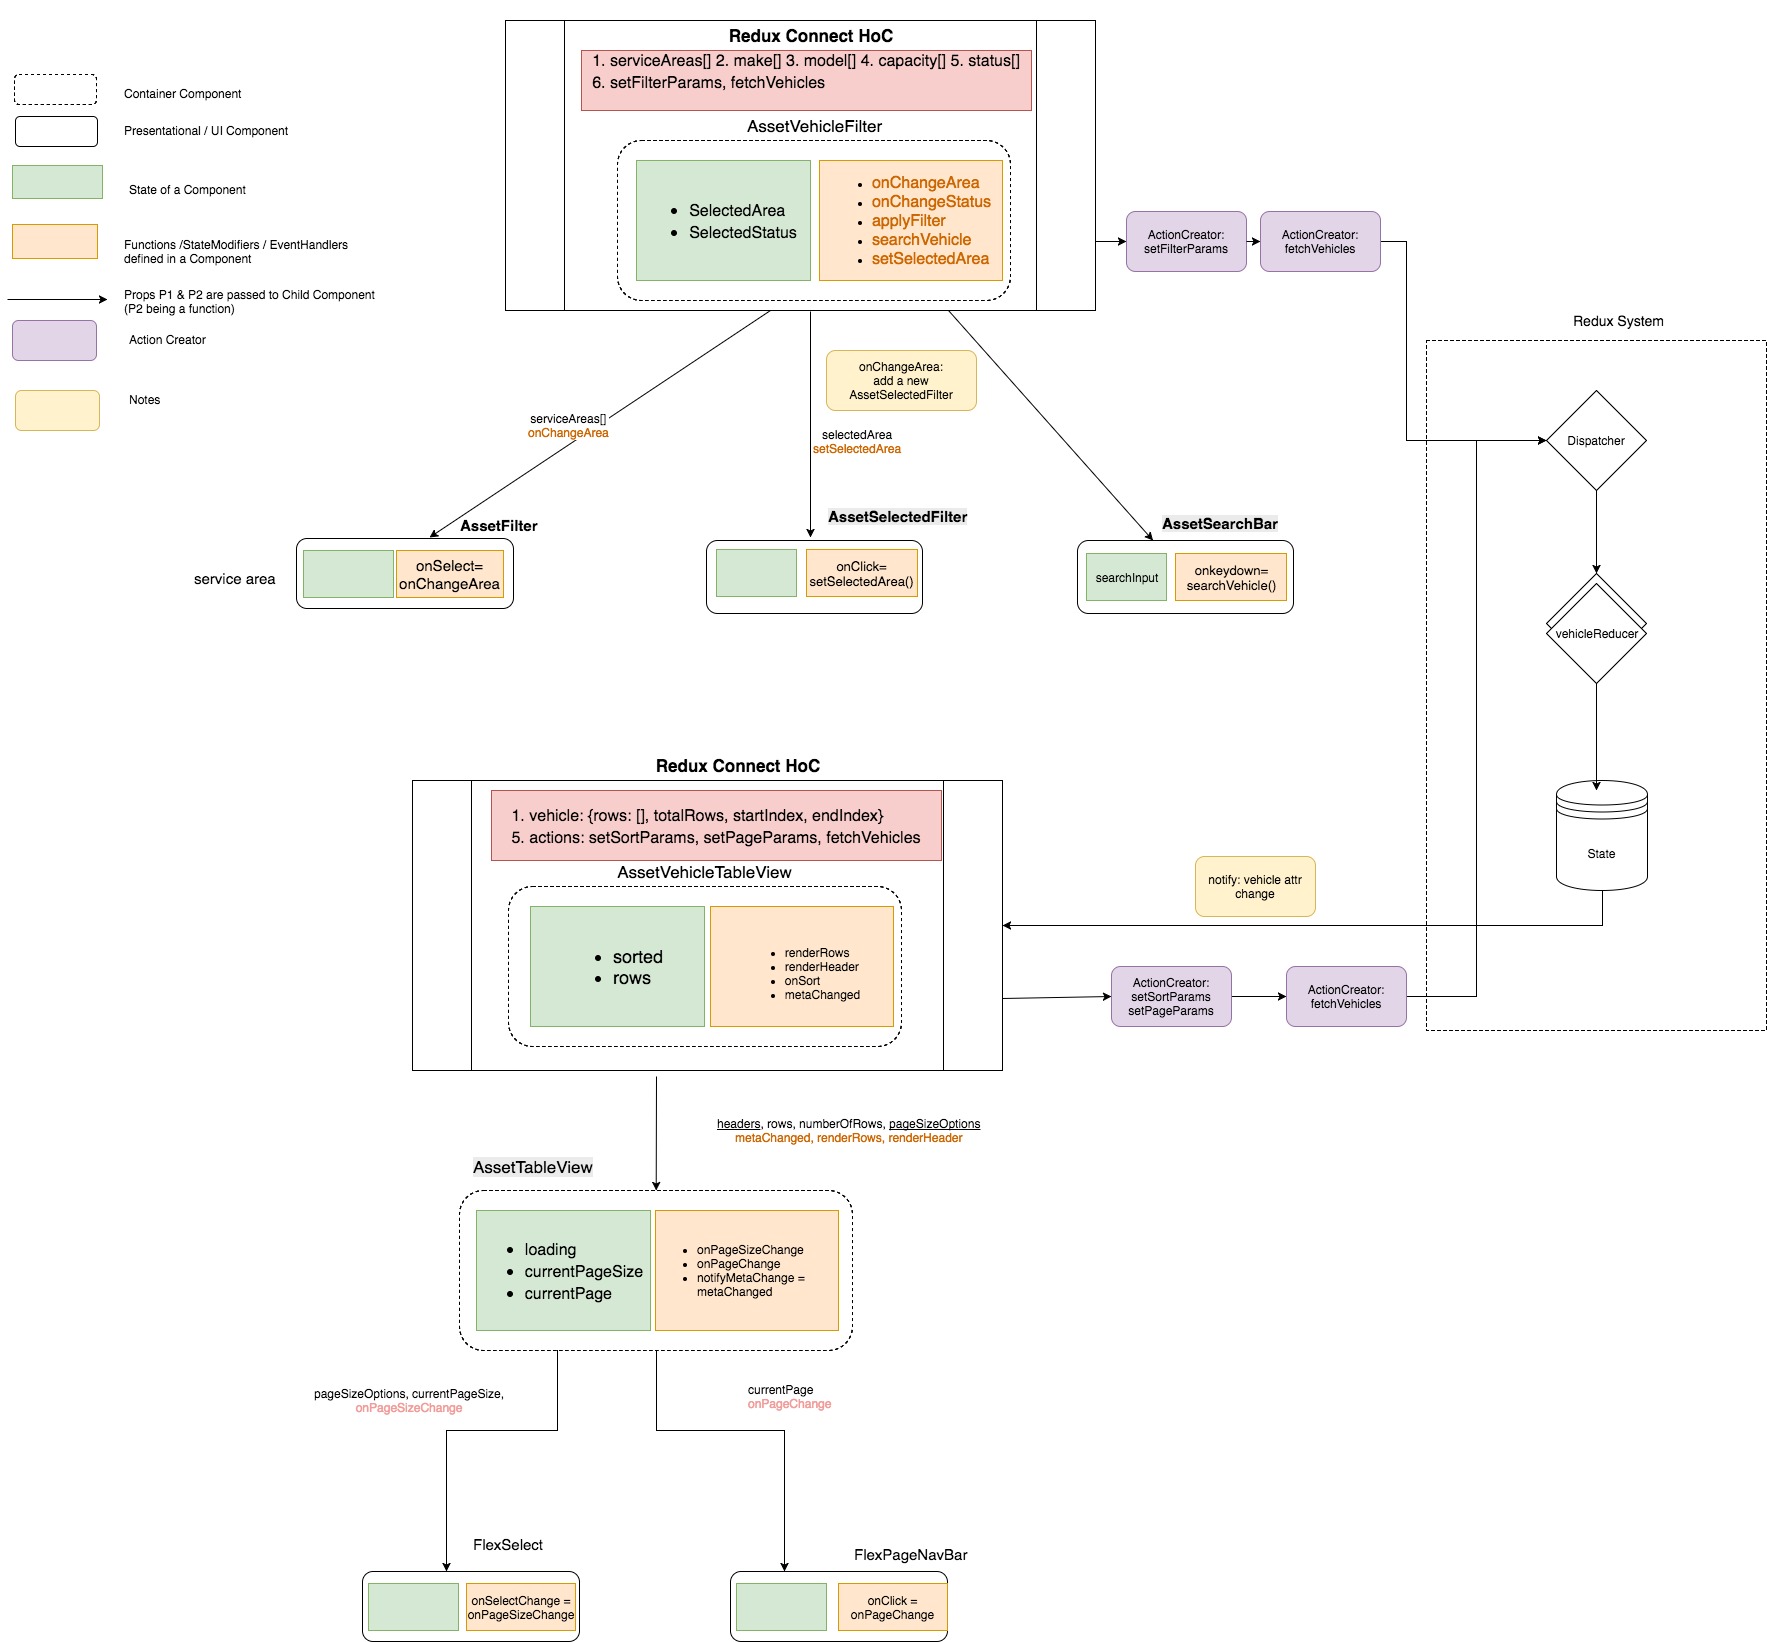 Container Component
Presentational / UI Component
State of a Component
Functions /StateModifiers / EventHandlers
defined in a Component
Props P1 & P2 are passed to Child Component
(P2 being a function)
Action Creator
Notes
Redux Connect HoC
1. serviceAreas[] 2. make[] 3. model[] 4. capacity[] 5. status[]
6. setFilterParams, fetchVehicles
AssetVehicleFilter
• SelectedArea
• SelectedStatus
• onChangeArea
• onChangeStatus
• applyFilter
• searchVehicle
• setSelectedArea
ActionCreator:
setFilterParams
ActionCreator:
fetchVehicles
Redux System
Dispatcher
vehicleReducer
State
onChangeArea:
add a new
AssetSelectedFilter
serviceAreas[]
onChangeArea
selectedArea
setSelectedArea
AssetFilter
service area
onSelect=
onChangeArea
AssetSelectedFilter
onClick=
setSelectedArea()
AssetSearchBar
searchInput
onkeydown=
searchVehicle()
Redux Connect HoC
1. vehicle: {rows: [], totalRows, startIndex, endIndex}
5. actions: setSortParams, setPageParams, fetchVehicles
AssetVehicleTableView
• sorted
• rows
• renderRows
• renderHeader
• onSort
• metaChanged
notify: vehicle attr
change
ActionCreator:
setSortParams
setPageParams
ActionCreator:
fetchVehicles
headers, rows, numberOfRows, pageSizeOptions
metaChanged, renderRows, renderHeader
AssetTableView
• loading
• currentPageSize
• currentPage
• onPageSizeChange
• onPageChange
• notifyMetaChange =
metaChanged
pageSizeOptions, currentPageSize,
onPageSizeChange
currentPage
onPageChange
FlexSelect
onSelectChange =
onPageSizeChange
FlexPageNavBar
onClick =
onPageChange